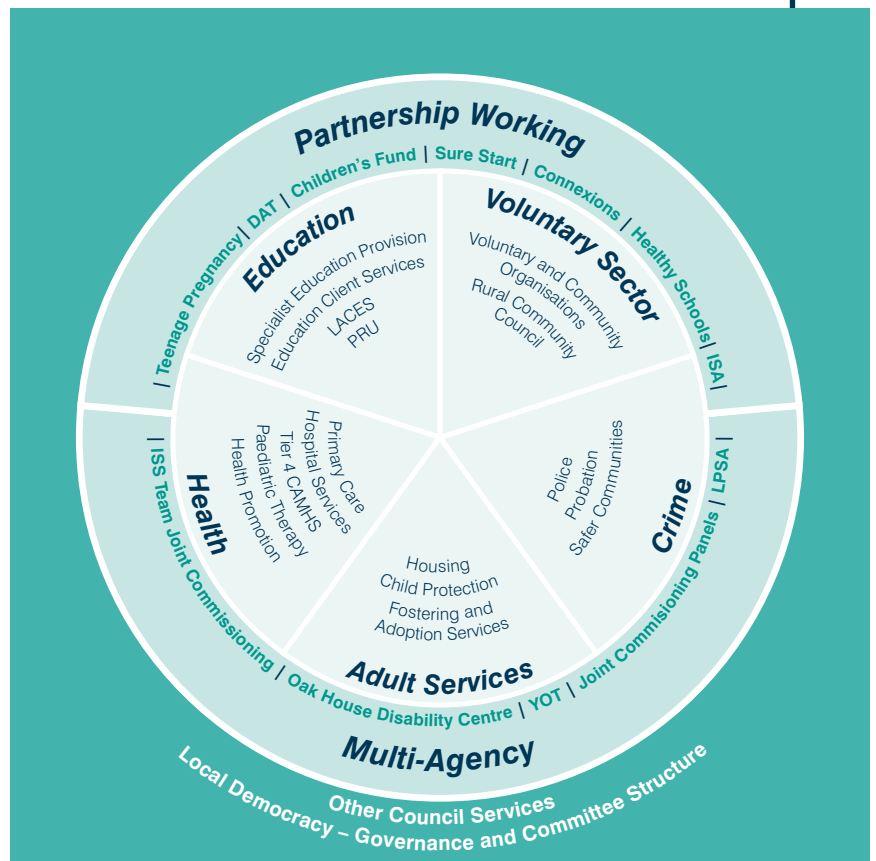 Partnership Working
| Teenage Pregnancy| DAT | Children's Fund | Sure Start | Connexions | Healthy Schools| ISA|
Education
Specialist Education Provision
Education Client Services
LACES
PRU
Voluntary Sector
Voluntary and Community
Organisations
Rural Community
Council
Health
Primary Care
Hospital Services
Tier 4 CAMHS
Paediatric Therapy
Health Promotion
Crime
Police
Probation
Safer Communities
Housing
Child Protection
Fostering and
Adoption Services
Adult Services
| ISS Team Joint Commissioning | Oak House Disability Centre | YOT | Joint Commisioning Panels | LPSA |
Multi-Agency
Other Council Services
Local Democracy – Governance and Committee Structure